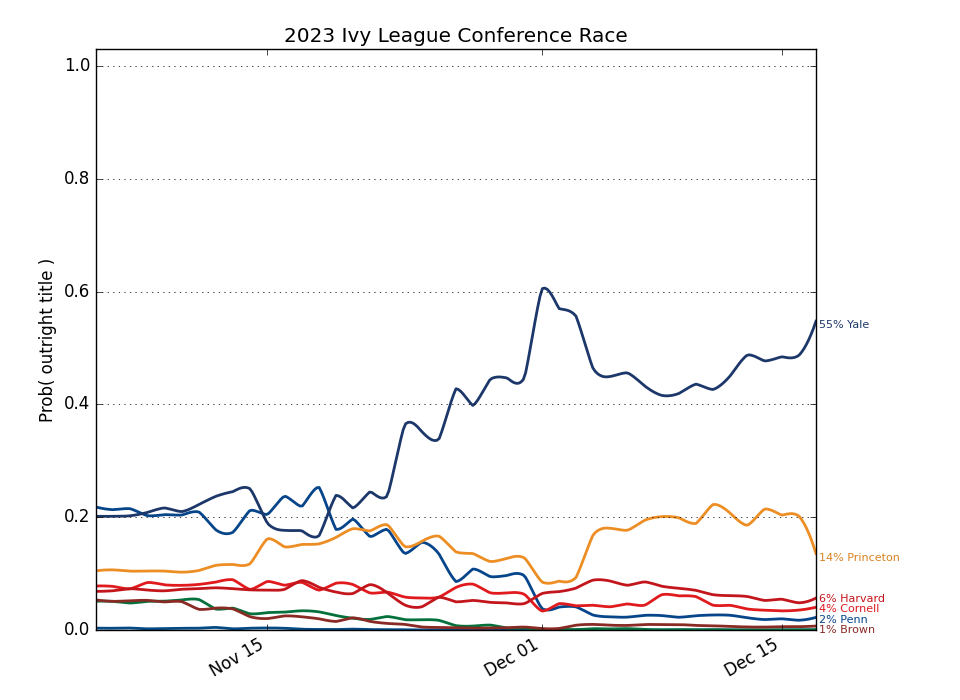 2023 Ivy League Conference Race
Prob( outright title )
1.0
0.8
0.6
0.4
0.2
0.0
Nov 15
Dec 01
Dec 15
55% Yale
14% Princeton
6% Harvard
4% Cornell
2% Penn
1% Brown